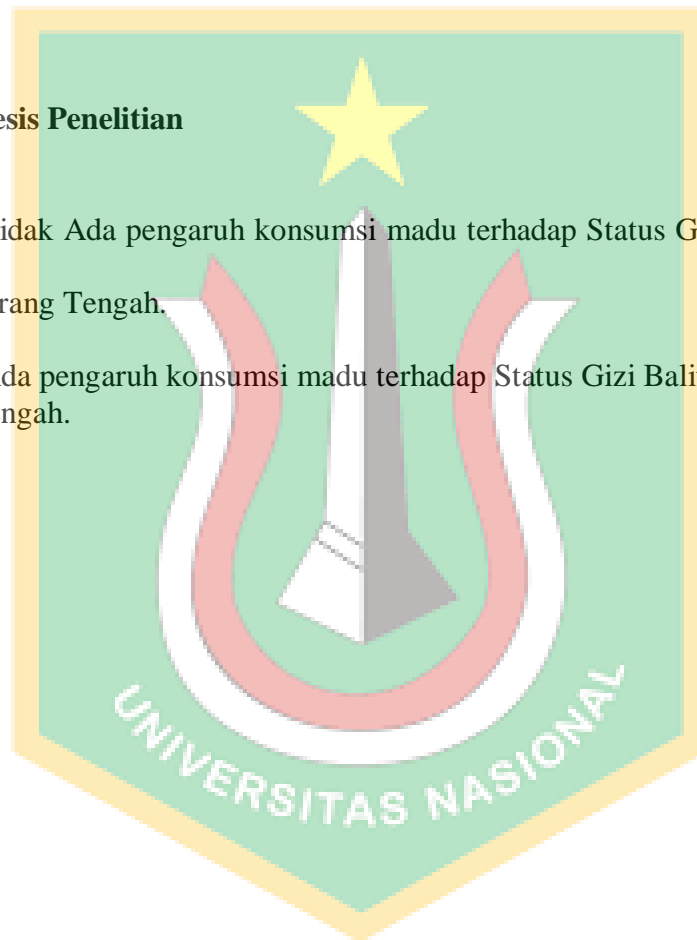 esis Penelitian
idak Ada pengaruh konsumsi madu terhadap Status G
rang Tengah.
da pengaruh konsumsi madu terhadap Status Gizi Bali
engah.
UNIVERSITAS NASIONAL